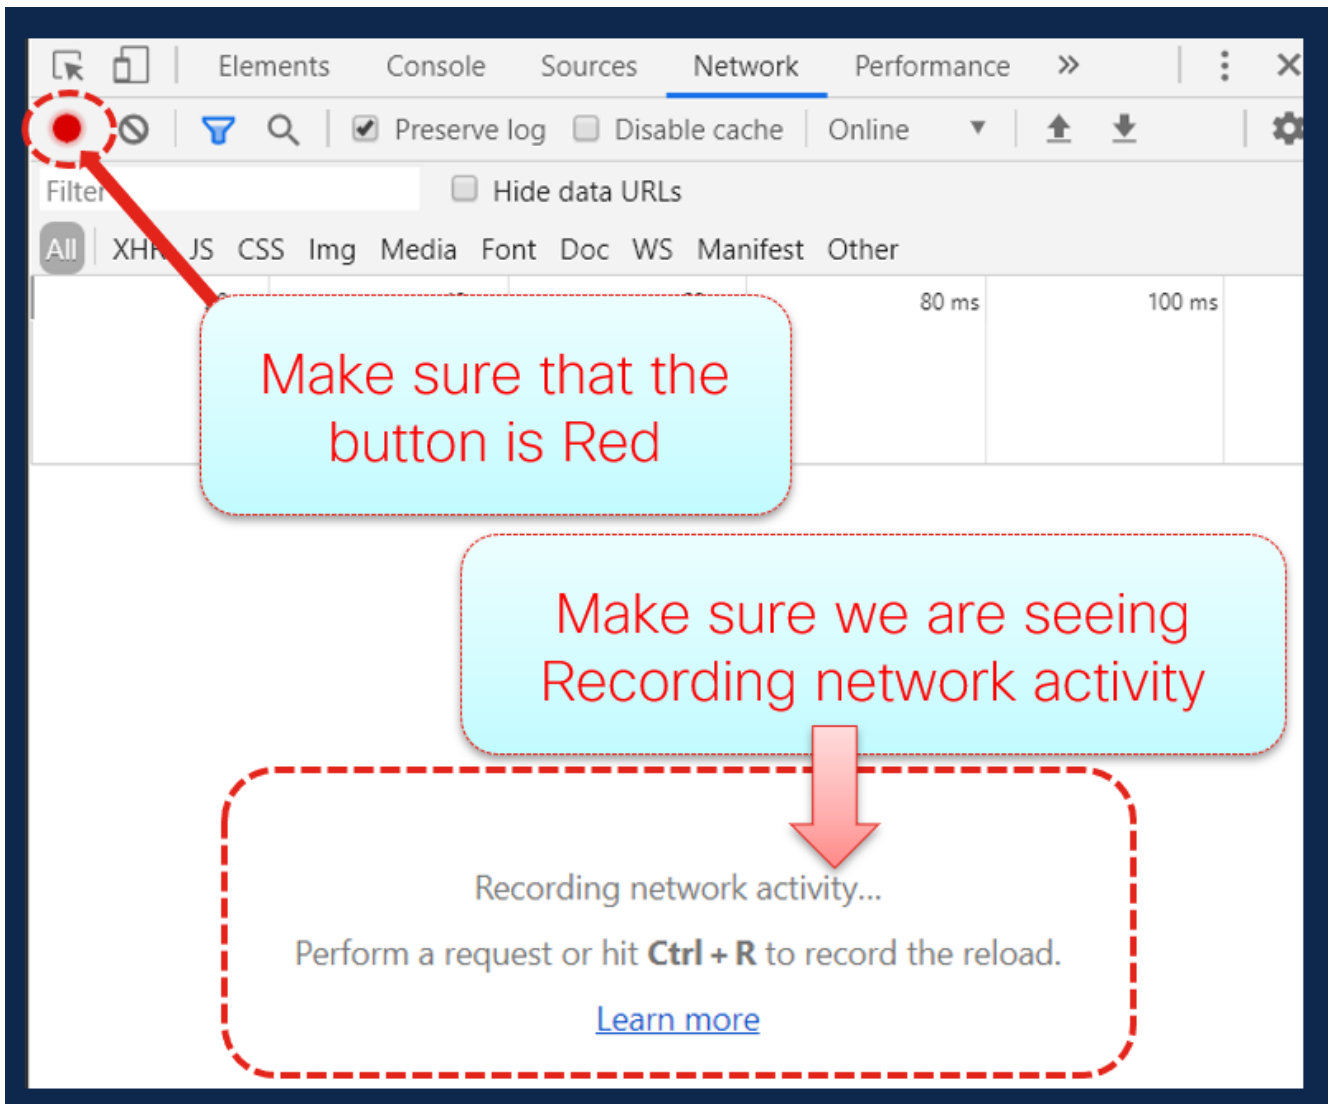 Elements Console Sources Network Performance »
Preserve log Disable cache Online
Filter Hide data URLs
All XHR JS CSS Img Media Font Doc WS Manifest Other
80 ms 100 ms
Make sure that the
button is Red
Make sure we are seeing
Recording network activity
Recording network activity...
Perform a request or hit Ctrl + R to record the reload.
Learn more